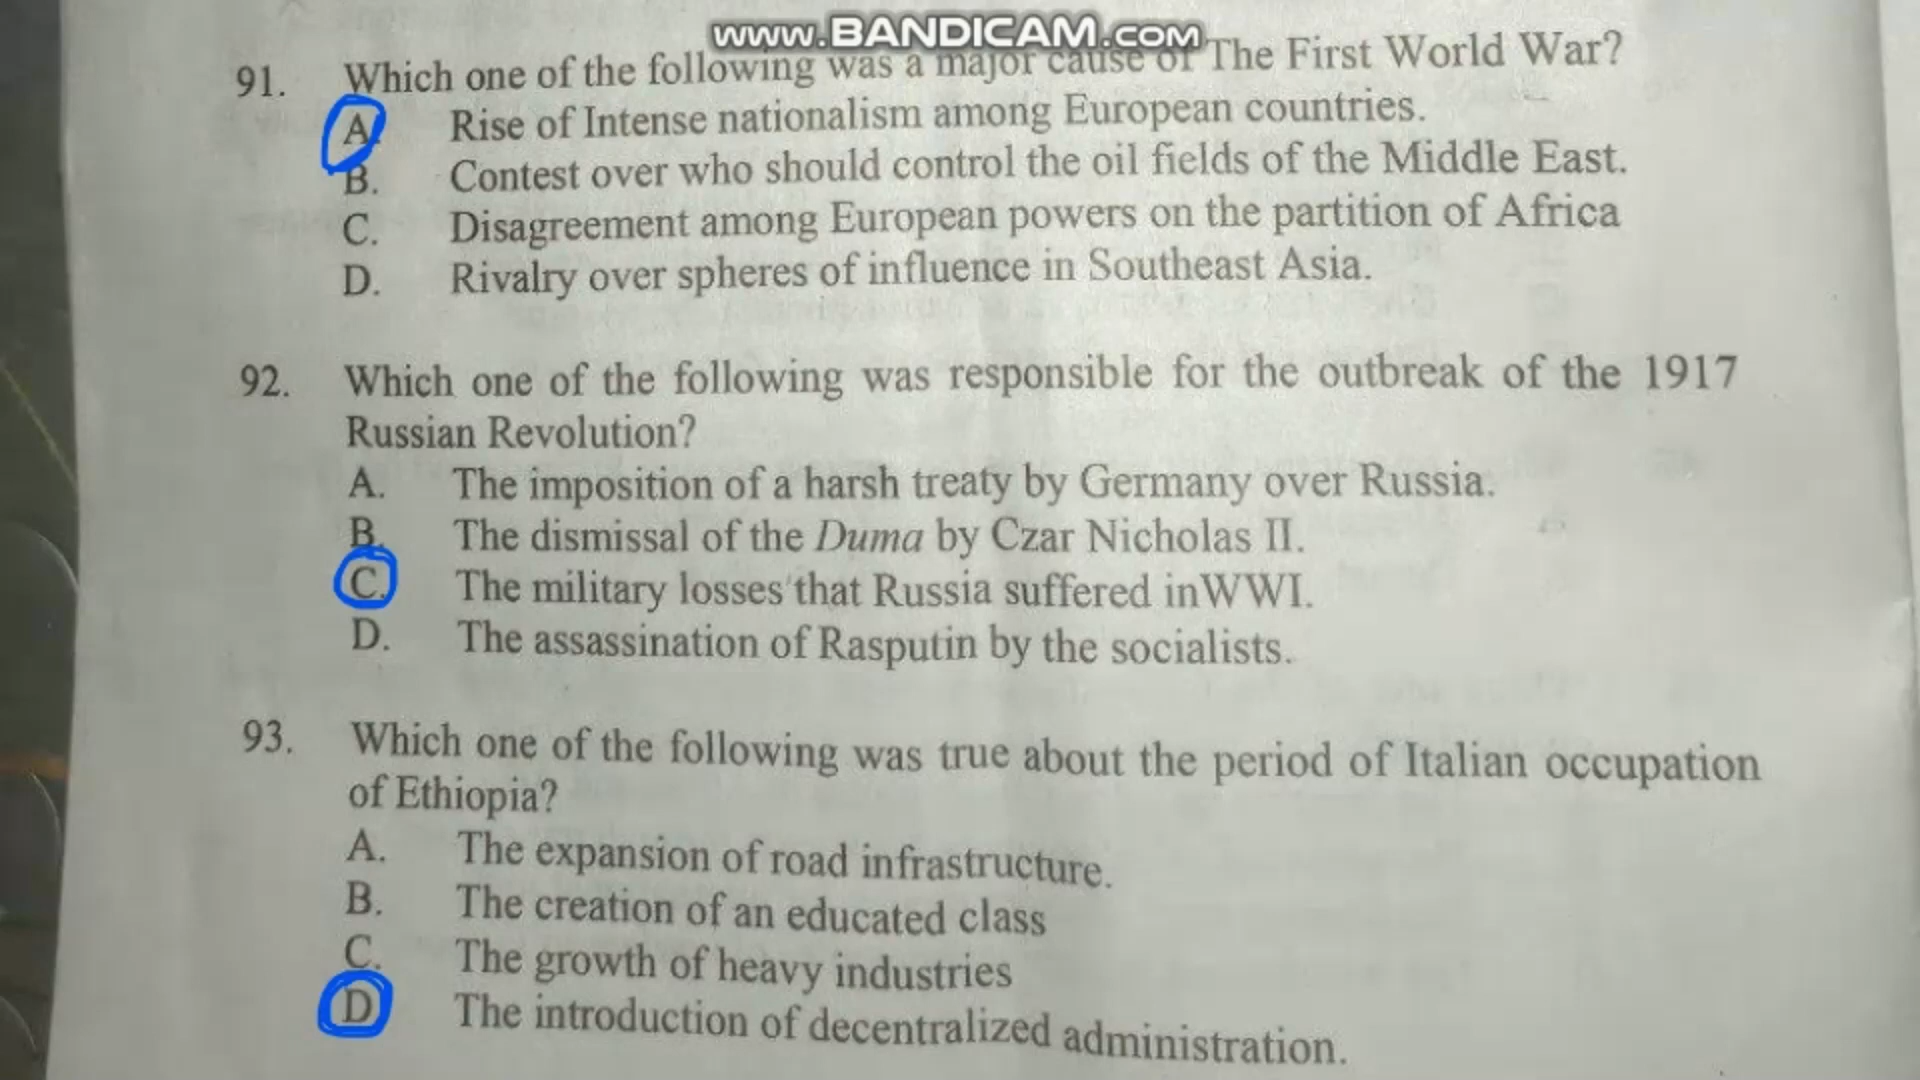 www.BANDICAM.COM
91. Which one of the following was a major cause of The First World War?
A. Rise of Intense nationalism among European countries.
B. Contest over who should control the oil fields of the Middle East.
C. Disagreement among European powers on the partition of Africa
D. Rivalry over spheres of influence in Southeast Asia.
92. Which one of the following was responsible for the outbreak of the 1917
Russian Revolution?
A. The imposition of a harsh treaty by Germany over Russia.
B. The dismissal of the Duma by Czar Nicholas II.
C. The military losses that Russia suffered inWWI.
D. The assassination of Rasputin by the socialists.
93. Which one of the following was true about the period of Italian occupation
of Ethiopia?
A. The expansion of road infrastructure.
B. The creation of an educated class
C. The growth of heavy industries
D The introduction of decentralized administration.